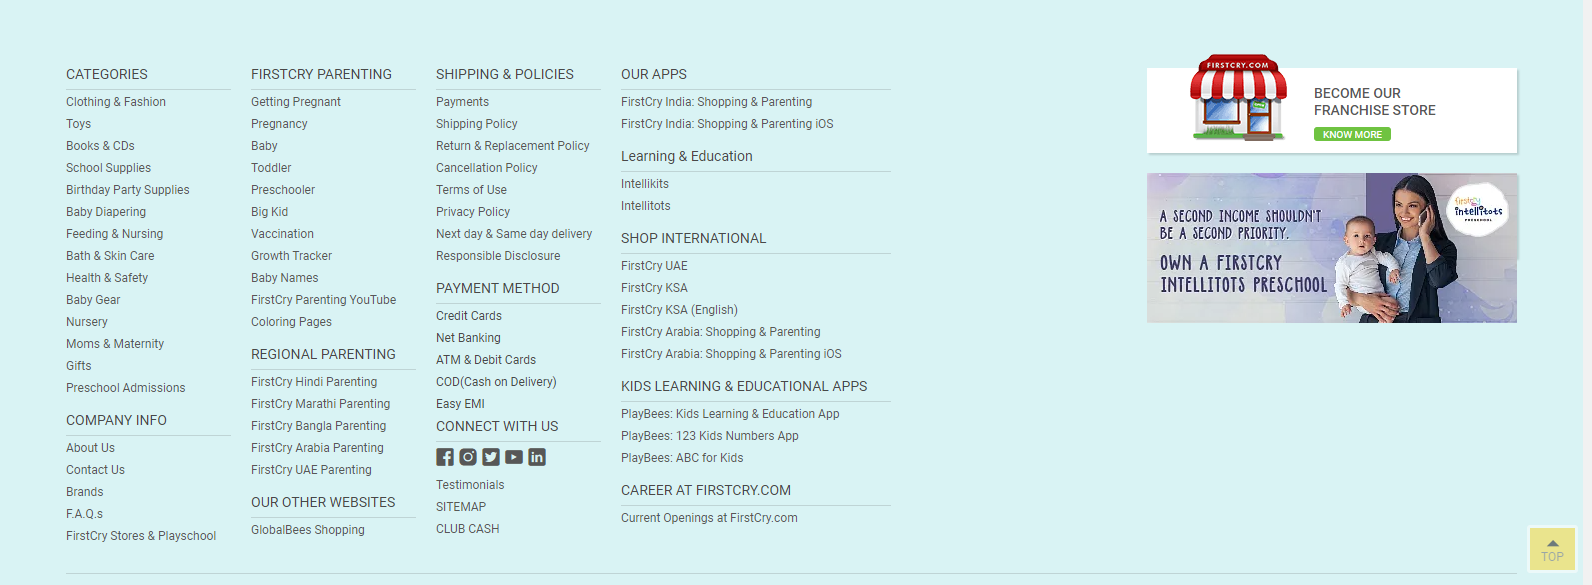 CATEGORIES
Clothing & Fashion
Toys
Books & CDs
School Supplies
Birthday Party Supplies
Baby Diapering
Feeding & Nursing
Bath & Skin Care
Health & Safety
Baby Gear
Nursery
Moms & Maternity
Gifts
Preschool Admissions
COMPANY INFO
About Us
Contact Us
Brands
F.A.Q.s
FirstCry Stores & Playschool
FIRSTCRY PARENTING
Getting Pregnant
Pregnancy
Baby
Toddler
Preschooler
Big Kid
Vaccination
Growth Tracker
Baby Names
FirstCry Parenting YouTube
Coloring Pages
REGIONAL PARENTING
FirstCry Hindi Parenting
FirstCry Marathi Parenting
FirstCry Bangla Parenting
FirstCry Arabia Parenting
FirstCry UAE Parenting
OUR OTHER WEBSITES
GlobalBees Shopping
SHIPPING & POLICIES
Payments
Shipping Policy
Return & Replacement Policy
Cancellation Policy
Terms of Use
Privacy Policy
Next day & Same day delivery
Responsible Disclosure
PAYMENT METHOD
Credit Cards
Net Banking
ATM & Debit Cards
COD(Cash on Delivery)
Easy EMI
CONNECT WITH US
Testimonials
SITEMAP
CLUB CASH
OUR APPS
FirstCry India: Shopping & Parenting
FirstCry India: Shopping & Parenting iOS
Learning & Education
Intellikits
Intellitots
SHOP INTERNATIONAL
FirstCry UAE
FirstCry KSA
FirstCry KSA (English)
FirstCry Arabia: Shopping & Parenting
FirstCry Arabia: Shopping & Parenting iOS
KIDS LEARNING & EDUCATIONAL APPS
PlayBees: Kids Learning & Education App
PlayBees: 123 Kids Numbers App
PlayBees: ABC for Kids
CAREER AT FIRSTCRY.COM
Current Openings at FirstCry.com
FIRSTCRY.COM
BECOME OUR
FRANCHISE STORE
KNOW MORE
A SECOND INCOME SHOULDN'T
BE A SECOND PRIORITY.
OWN A FIRSTCRY
INTELLITOTS PRESCHOOL
firstcry
intellitots
PRESCHOOL
TOP